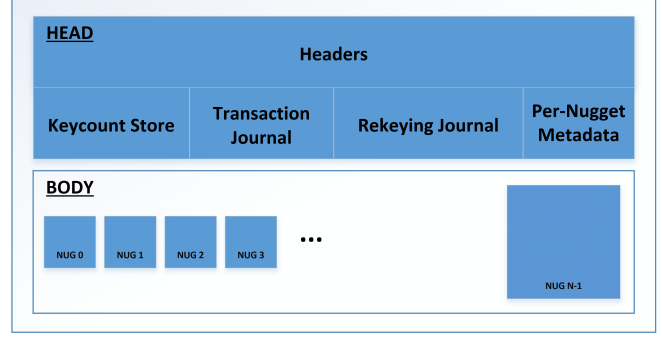 HEAD
Headers
Keycount Store
Transaction
Journal
Rekeying Journal
Per-Nugget
Metadata
BODY
NUG 0
NUG 1
NUG 2
NUG 3
...
NUG N-1